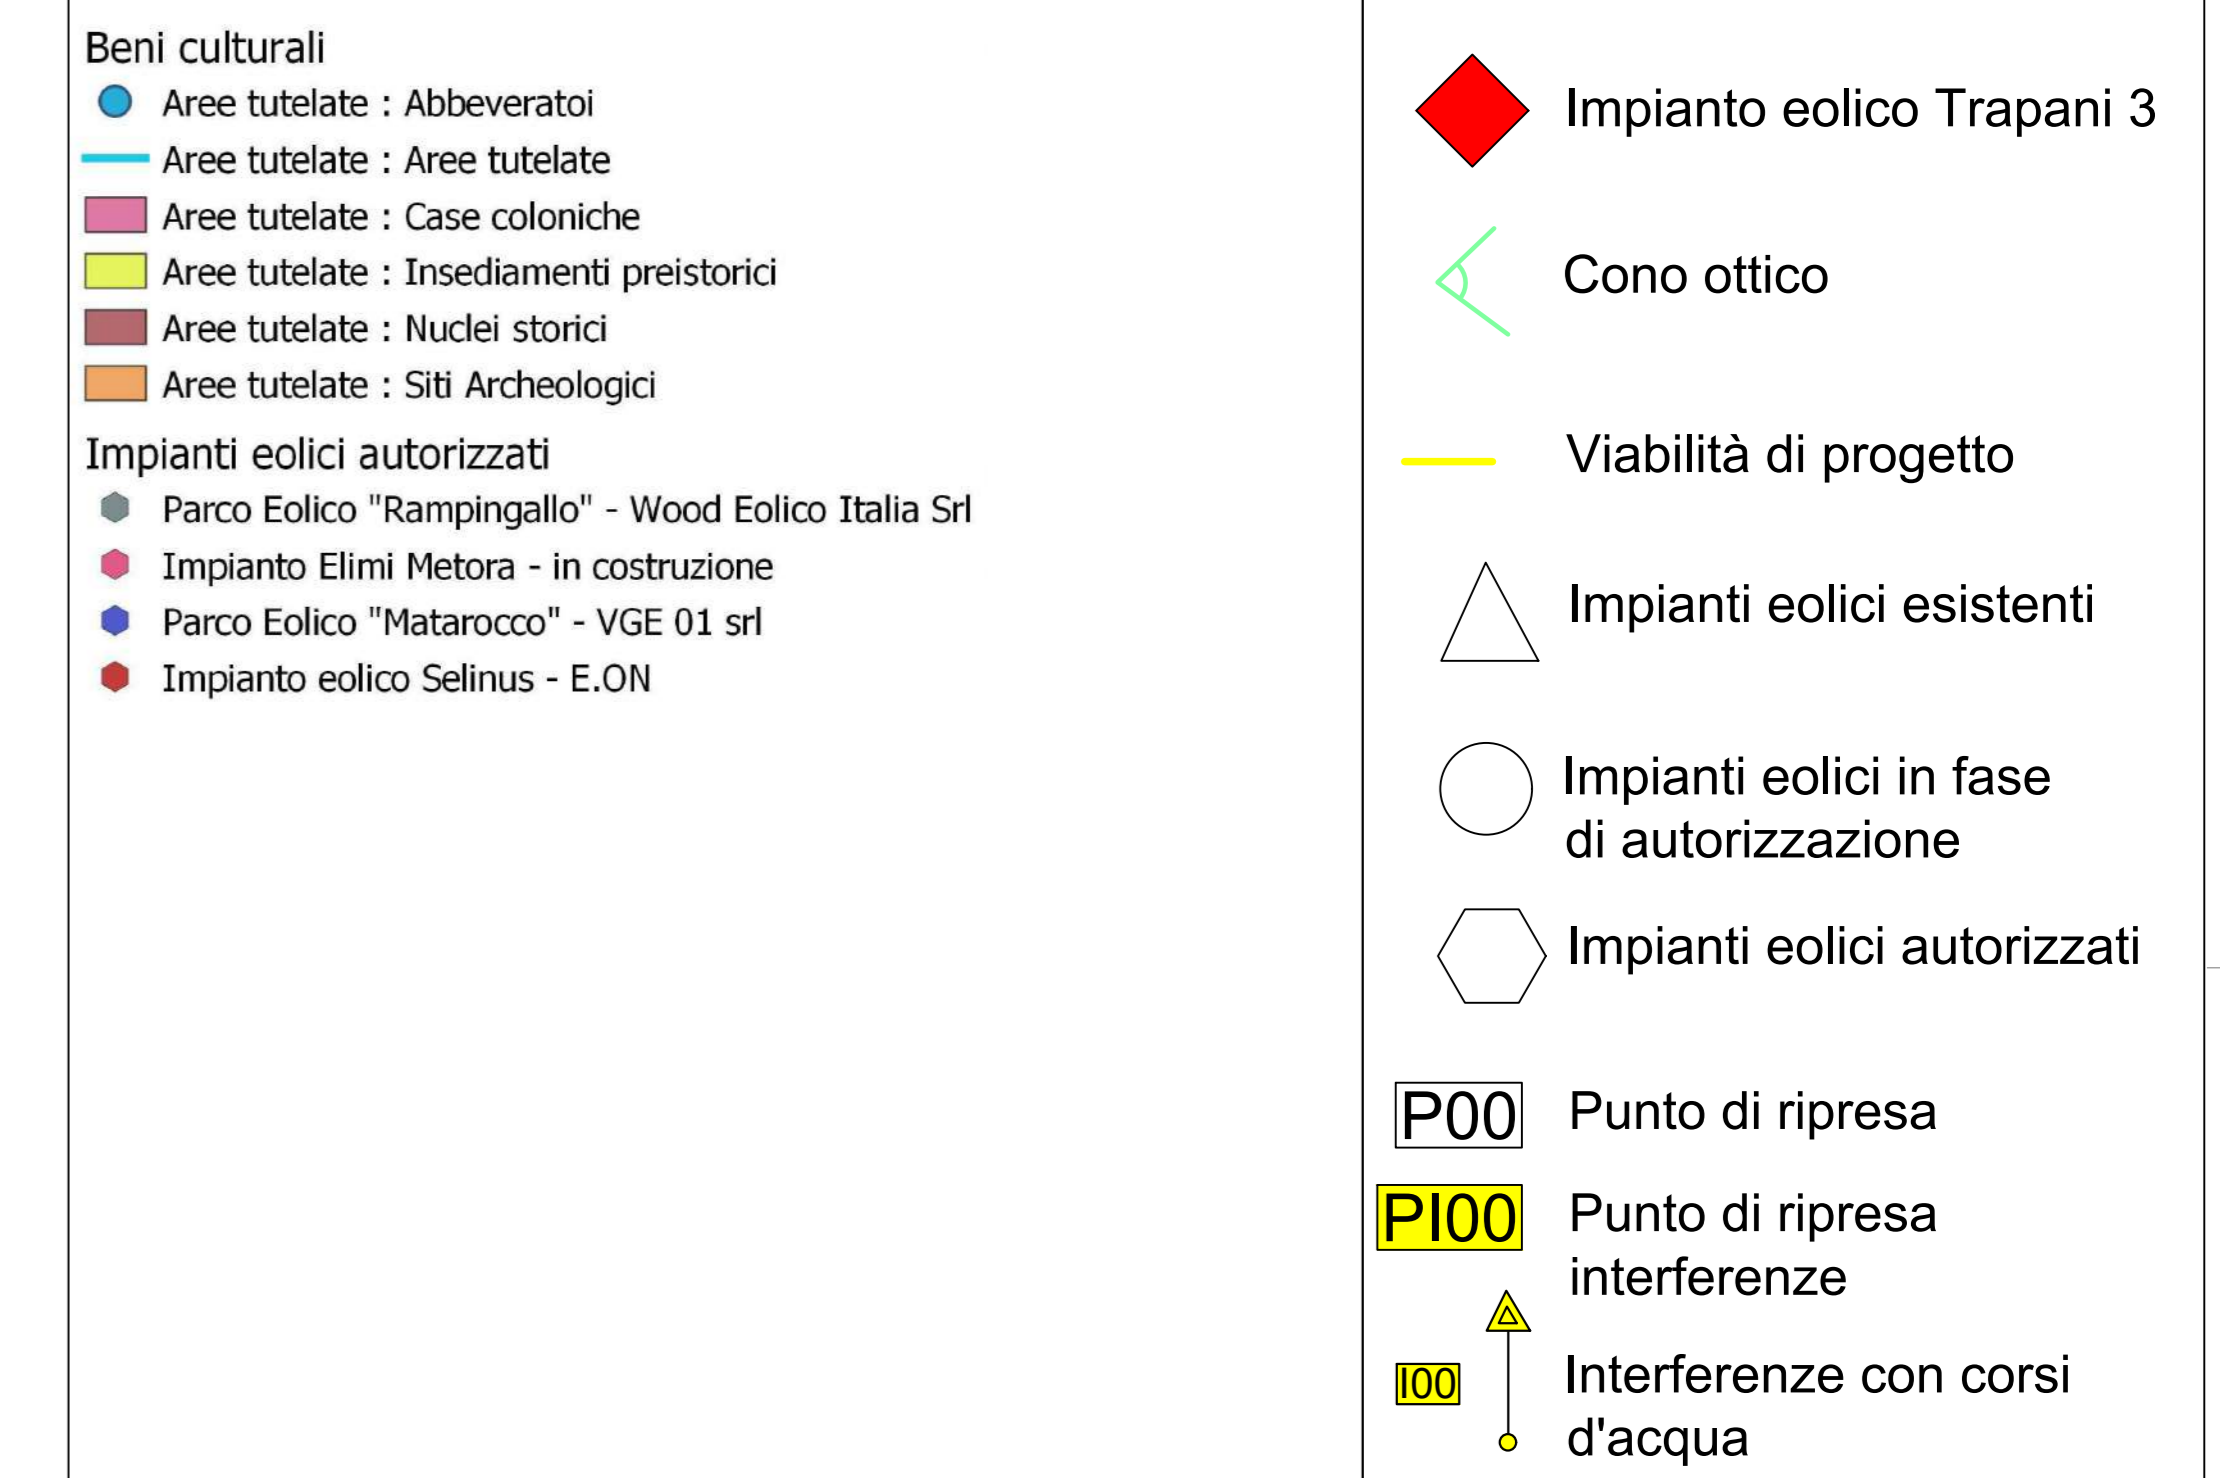 Beni culturali
Aree tutelate : Abbeveratoi
Aree tutelate : Aree tutelate
Aree tutelate : Case coloniche
Aree tutelate : Insediamenti preistorici
Aree tutelate : Nuclei storici
Aree tutelate : Siti Archeologici
Impianti eolici autorizzati
Parco Eolico "Rampingallo" - Wood Eolico Italia Srl
Impianto Elimi Metora - in costruzione
Parco Eolico "Matarocco" - VGE 01 srl
Impianto eolico Selinus - E.ON
Impianto eolico Trapani 3
Cono ottico
Viabilità di progetto
Impianti eolici esistenti
Impianti eolici in fase
di autorizzazione
Impianti eolici autorizzati
P00 Punto di ripresa
PI00 Punto di ripresa
interferenze
I00 Interferenze con corsi
d'acqua